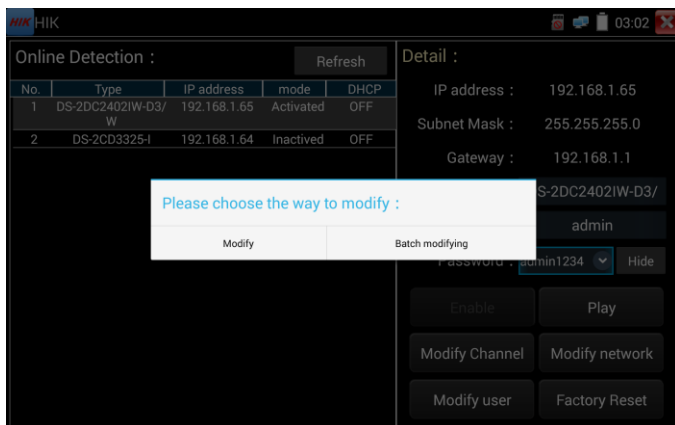 HIK HIK 03:02
Online Detection : Refresh
No. Type IP address mode DHCP
1 DS-2DC2402IW-D3/W 192.168.1.65 Activated OFF
2 DS-2CD3325-I 192.168.1.64 Inactived OFF
Detail :
IP address : 192.168.1.65
Subnet Mask : 255.255.255.0
Gateway : 192.168.1.1
S-2DC2402IW-D3/
admin
Password : admin1234 Hide
Please choose the way to modify :
Modify Batch modifying
Enable Play
Modify Channel Modify network
Modify user Factory Reset